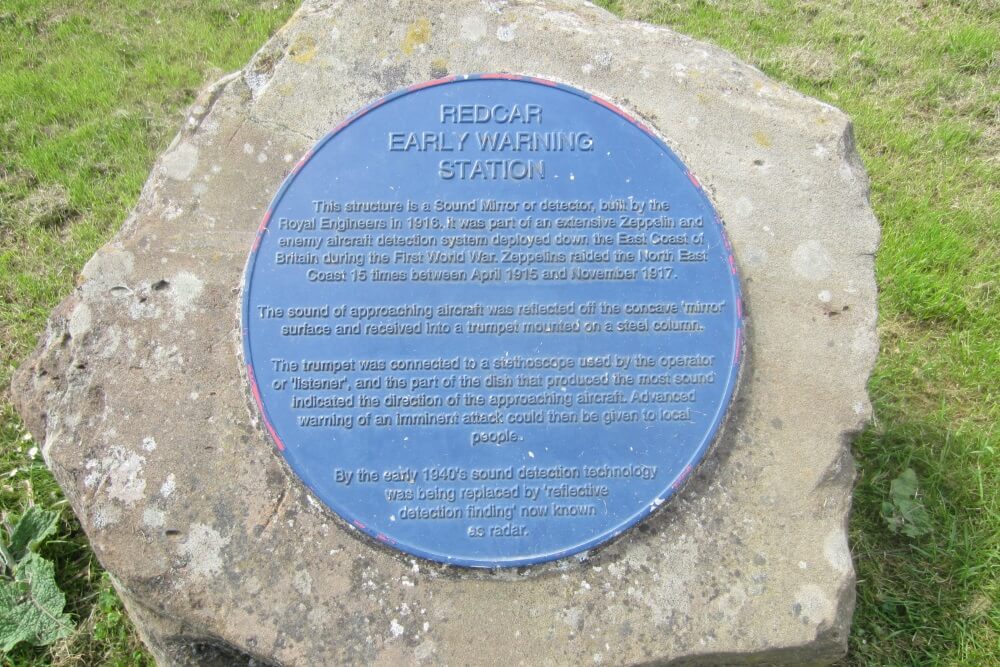 REDCAR
EARLY WARNING
STATION
This structure is a Sound Mirror or detector, built by the
Royal Engineers in 1916. It was part of an extensive Zeppelin and
enemy aircraft detection system deployed down the East Coast of
Britain during the First World War. Zeppelins raided the North East
Coast 15 times between April 1915 and November 1917.
The sound of approaching aircraft was reflected off the concave 'mirror'
surface and received into a trumpet mounted on a steel column.
The trumpet was connected to a stethoscope used by the operator
or 'listener', and the part of the dish that produced the most sound
indicated the direction of the approaching aircraft. Advanced
warning of an imminent attack could then be given to local
people.
By the early 1940's sound detection technology
was being replaced by 'reflective
detection finding' now known
as radar.